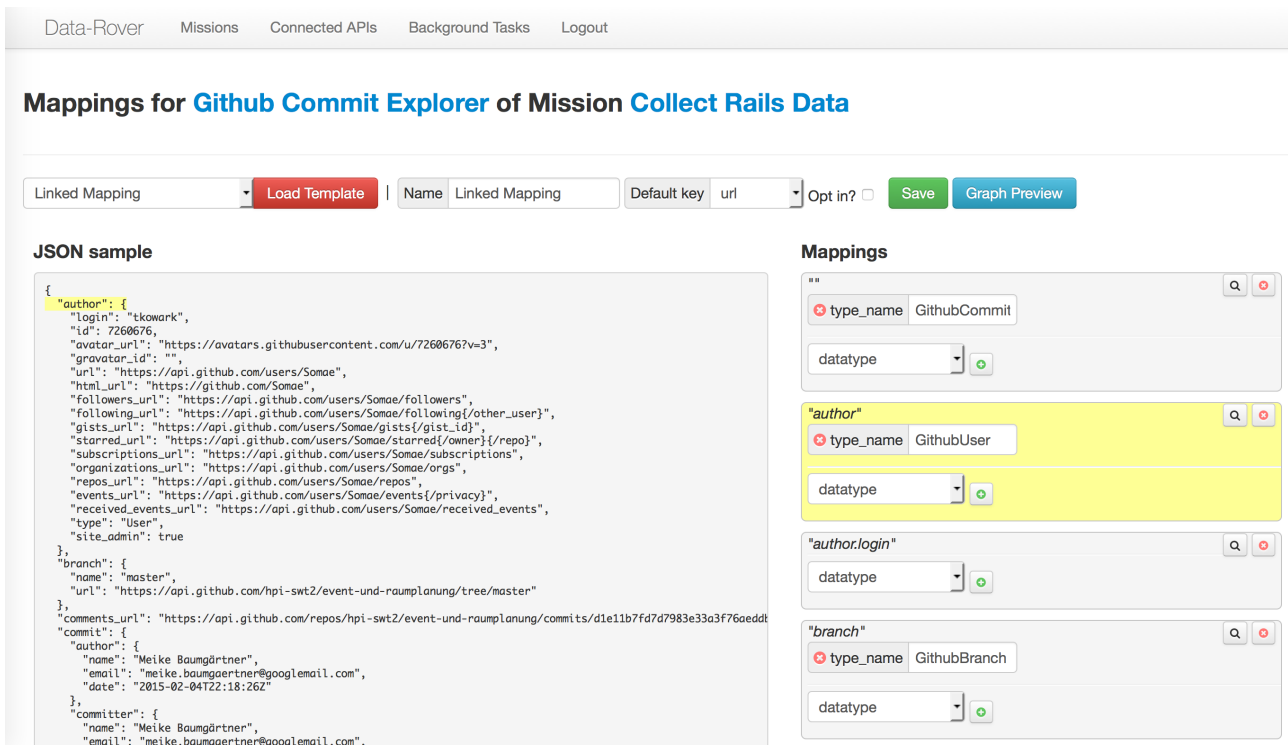 Data-Rover Missions Connected APIs Background Tasks Logout
Mappings for Github Commit Explorer of Mission Collect Rails Data
Linked Mapping Load Template | Name Linked Mapping Default key url Opt in? Save Graph Preview
JSON sample
{
"author": {
"login": "tkowark",
"id": 7260676,
"avatar_url": "https://avatars.githubusercontent.com/u/7260676?v=3",
"gravatar_id": "",
"url": "https://api.github.com/users/Somae",
"html_url": "https://github.com/Somae",
"followers_url": "https://api.github.com/users/Somae/followers",
"following_url": "https://api.github.com/users/Somae/following{/other_user}",
"gists_url": "https://api.github.com/users/Somae/gists{/gist_id}",
"starred_url": "https://api.github.com/users/Somae/starred{/owner}{/repo}",
"subscriptions_url": "https://api.github.com/users/Somae/subscriptions",
"organizations_url": "https://api.github.com/users/Somae/orgs",
"repos_url": "https://api.github.com/users/Somae/repos",
"events_url": "https://api.github.com/users/Somae/events{/privacy}",
"received_events_url": "https://api.github.com/users/Somae/received_events",
"type": "User",
"site_admin": true
},
"branch": {
"name": "master",
"url": "https://api.github.com/hpi-swt2/event-und-raumplanung/tree/master"
},
"comments_url": "https://api.github.com/repos/hpi-swt2/event-und-raumplanung/commits/d1e11b7fd7d7983e33a3f76aeddb
"commit": {
"author": {
"name": "Meike Baumgärtner",
"email": "meike.baumgaertner@googlemail.com",
"date": "2015-02-04T22:18:26Z"
},
"committer": {
"name": "Meike Baumgärtner",
"email": "meike.baumgaertner@googlemail.com",
Mappings
""
type_name GithubCommit
datatype
"author"
type_name GithubUser
datatype
"author.login"
datatype
"branch"
type_name GithubBranch
datatype